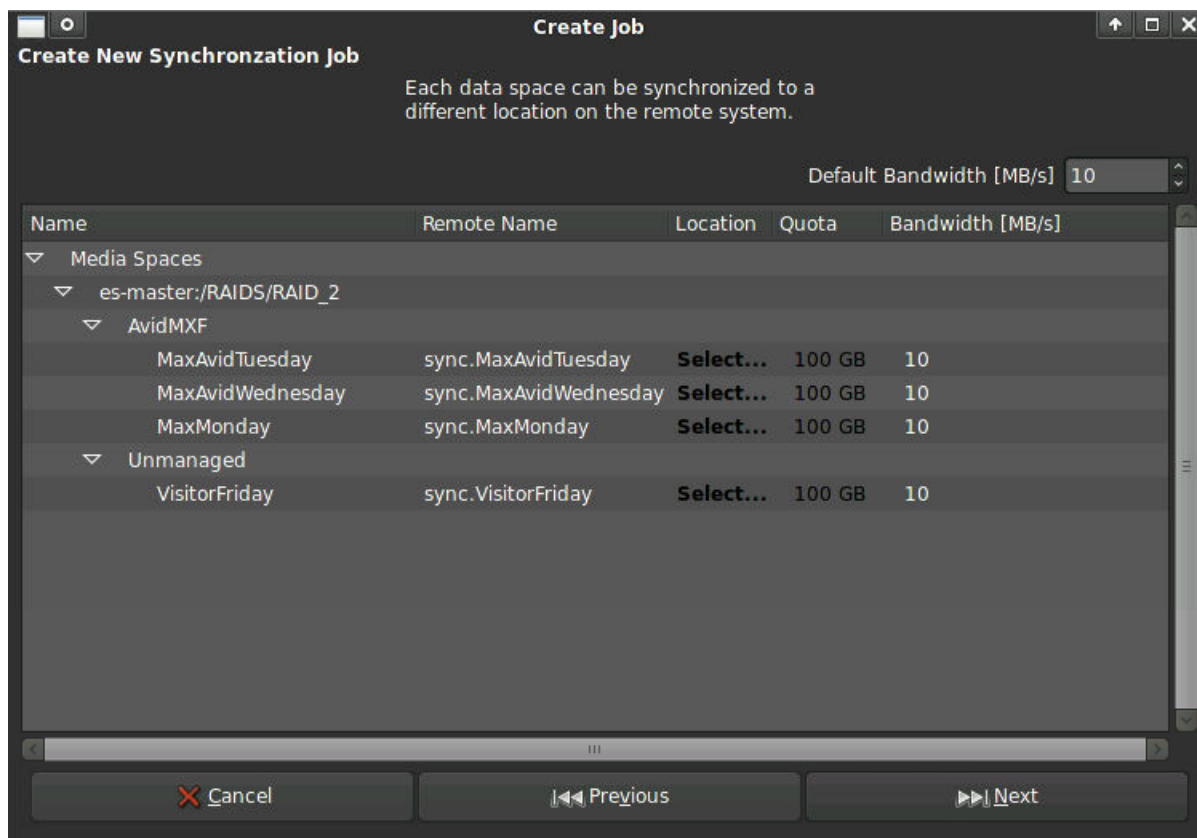 Create Job
Create New Synchronzation Job
Each data space can be synchronized to a
different location on the remote system.
Default Bandwidth [MB/s] 10
Name Remote Name Location Quota Bandwidth [MB/s]
Media Spaces
es-master:/RAIDS/RAID_2
AvidMXF
MaxAvidTuesday sync.MaxAvidTuesday Select... 100 GB 10
MaxAvidWednesday sync.MaxAvidWednesday Select... 100 GB 10
MaxMonday sync.MaxMonday Select... 100 GB 10
Unmanaged
VisitorFriday sync.VisitorFriday Select... 100 GB 10
Cancel Previous Next